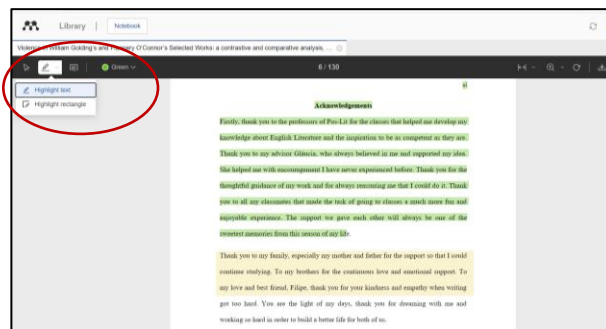 Library
Notebook
Violence in William Golding's and Flannery O'Connor's Selected Works: a contrastive and comparative analysis, ...
Green
6 / 130
Highlight text
Highlight rectangle
Acknowledgements
Firstly, thank you to the professors of Pos-Lit for the classes that helped me develop my
knowledge about English Literature and the inspiration to be as competent as they are.
Thank you to my advisor Gláucia, who always believed in me and supported my idea.
She helped me with encouragement I have never experienced before. Thank you for the
thoughtful guidance of my work and for always reassuring me that I could do it. Thank
you to all my classmates that made the task of going to classes a much more fun and
enjoyable experience. The support we gave each other will always be one of the
sweetest memories from this season of my life.
Thank you to my family, especially my mother and father for the support so that I could
continue studying. To my brothers for the continuous love and emotional support. To
my love and best friend, Filipe, thank you for your kindness and empathy when writing
got too hard. You are the light of my days, thank you for dreaming with me and
working so hard in order to build a better life for both of us.